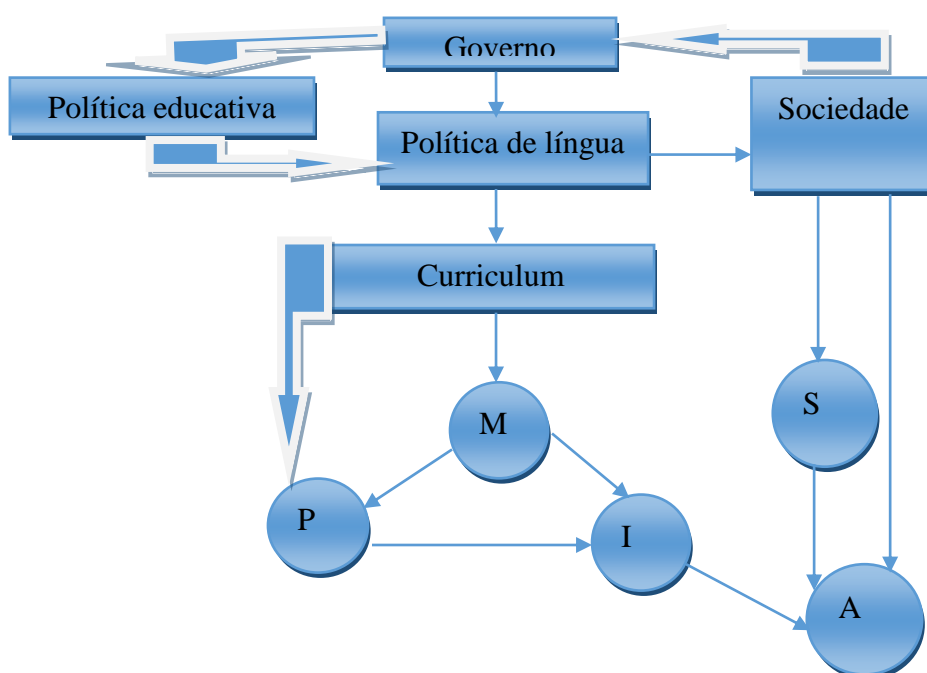 Governo
Política educativa
Política de língua
Sociedade
Curriculum
M
S
P
I
A